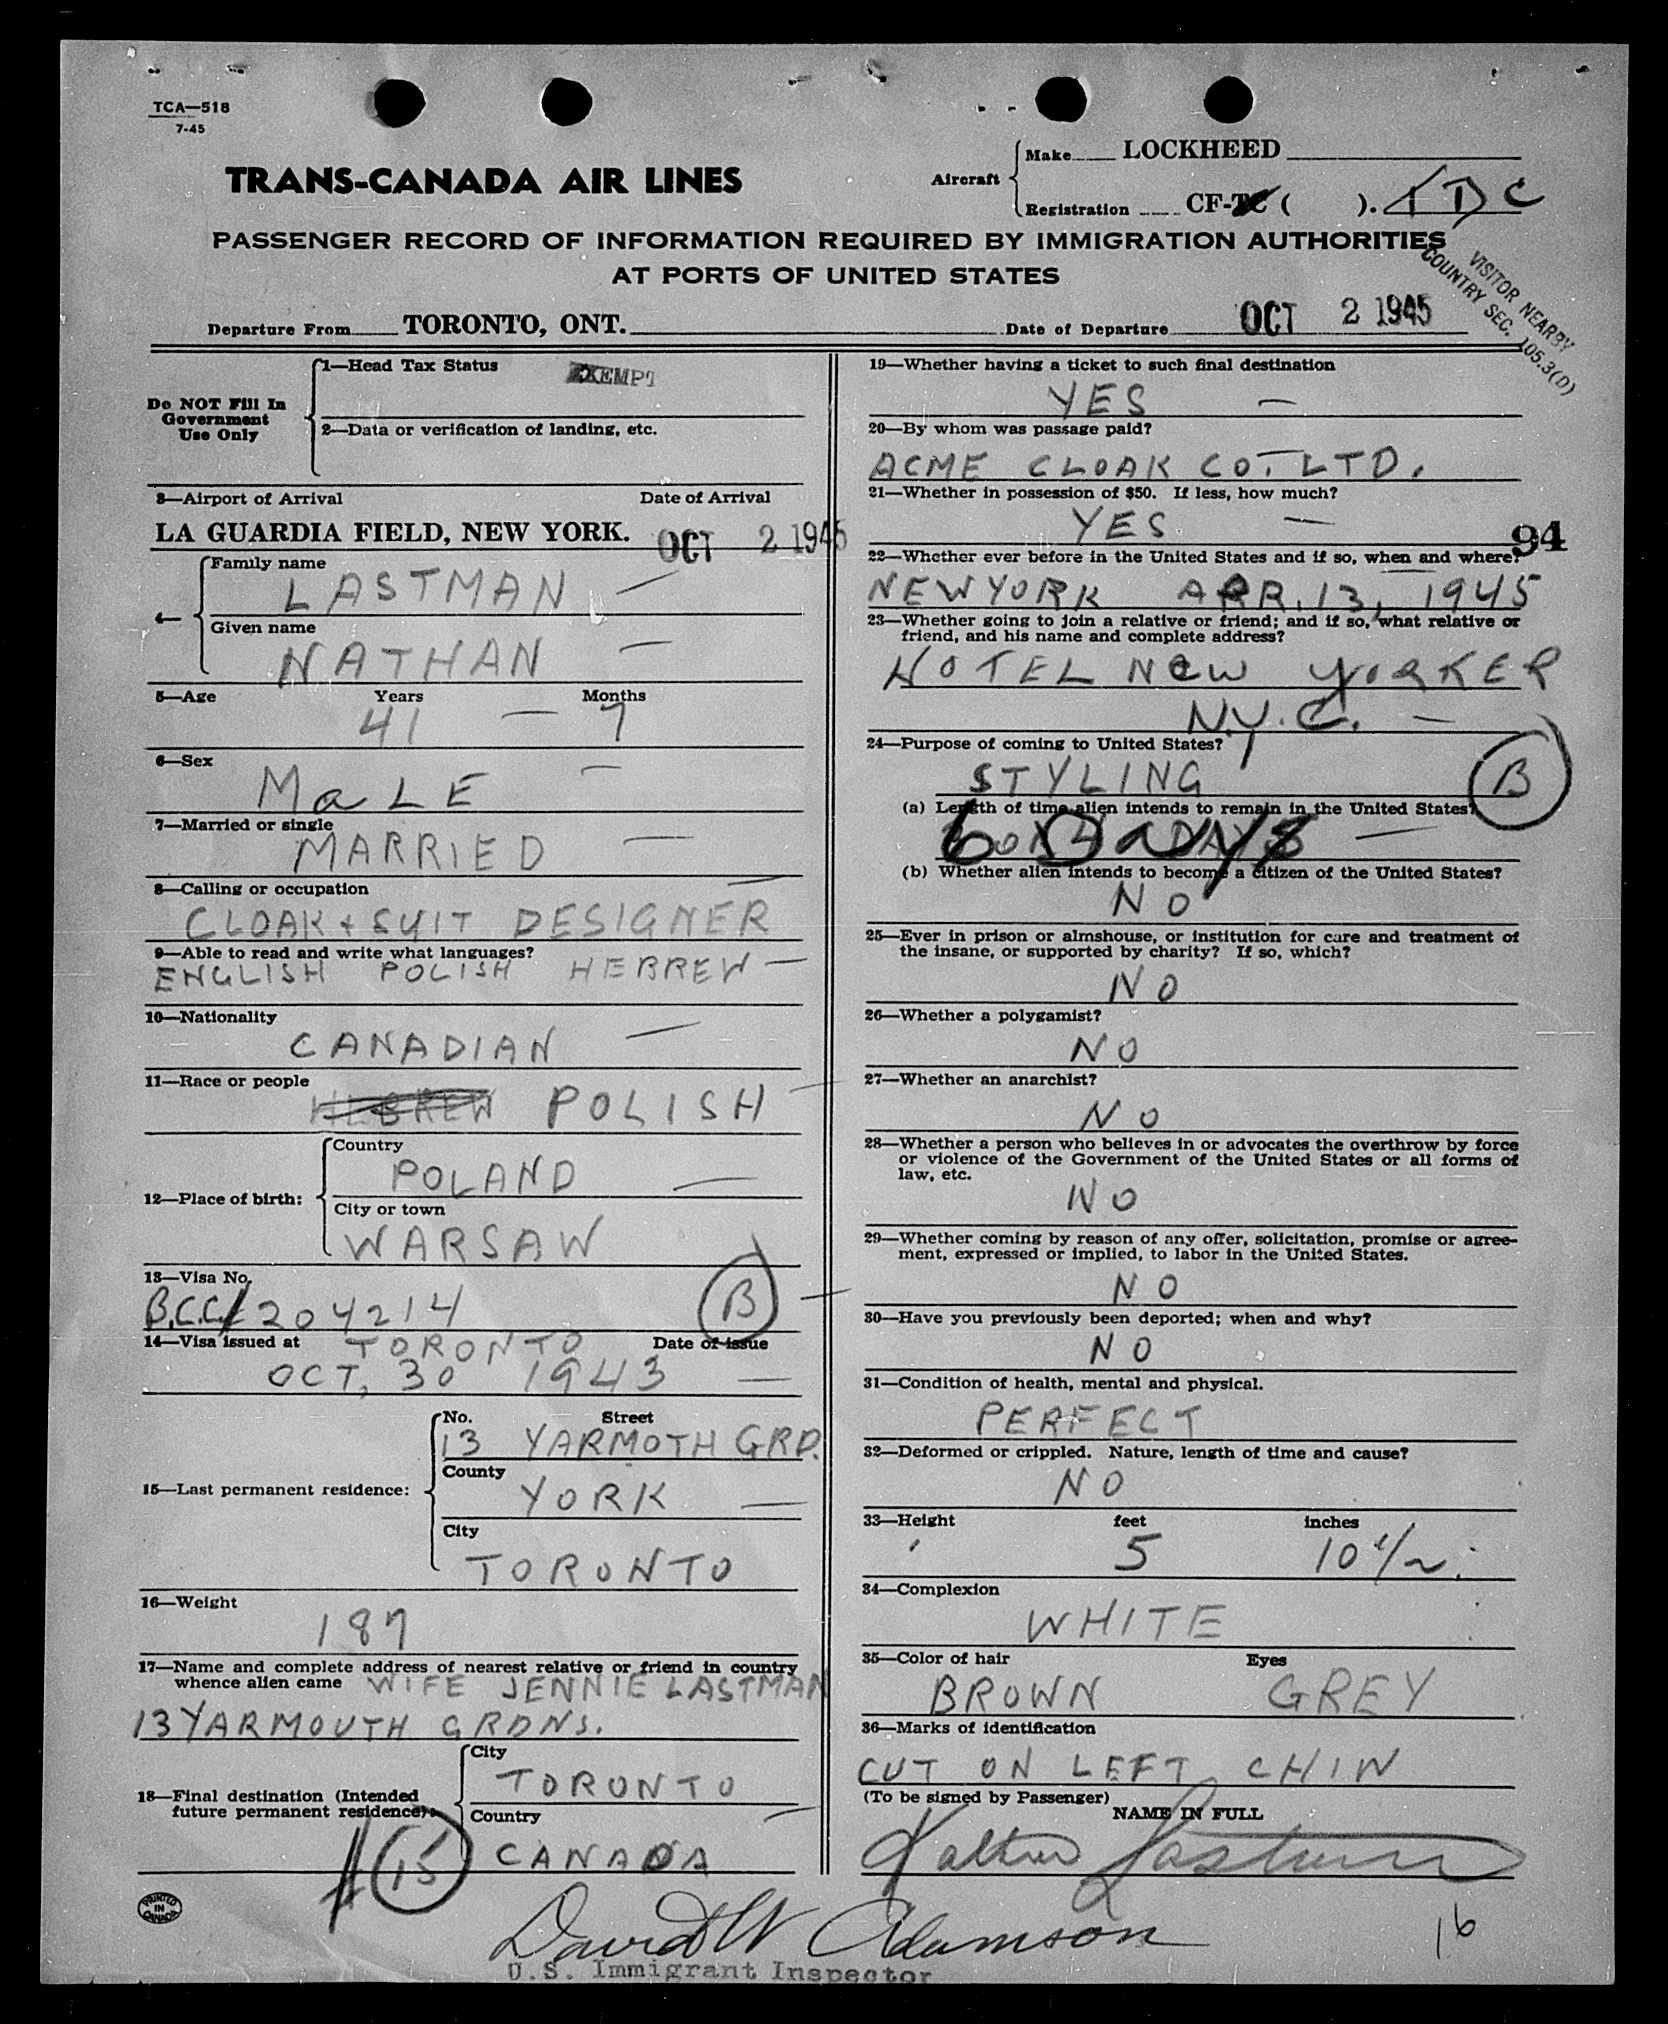 TCA—518
7-45
TRANS-CANADA AIR LINES
Aircraft
Make LOCKHEED
Registration CF-TC ( ). TDC
PASSENGER RECORD OF INFORMATION REQUIRED BY IMMIGRATION AUTHORITIES
AT PORTS OF UNITED STATES
VISITOR NEARBY
COUNTRY SEC. 105.3(D)
Departure From TORONTO, ONT. Date of Departure OCT 2 1945
Do NOT Fill In
Government
Use Only
1—Head Tax Status EXEMPT
2—Data or verification of landing, etc.
3—Airport of Arrival Date of Arrival
LA GUARDIA FIELD, NEW YORK. OCT 2 1945
4—
Family name
LASTMAN —
Given name
NATHAN —
5—Age Years Months
41 — 7
6—Sex
MaLE —
7—Married or single
MARRIED —
8—Calling or occupation —
CLOAK + SUIT DESIGNER
9—Able to read and write what languages?
ENGLISH POLISH HEBREW —
10—Nationality
CANADIAN —
11—Race or people
HEBREW POLISH —
12—Place of birth:
Country
POLAND —
City or town
WARSAW
13—Visa No.
B.C.C./204214 B —
14—Visa issued at TORONTO Date of issue
OCT, 30 1943 —
15—Last permanent residence:
No. Street
13 YARMOTH GRD.
County
YORK —
City
TORONTO
16—Weight
187
17—Name and complete address of nearest relative or friend in country
whence alien came WIFE JENNIE LASTMAN
13 YARMOUTH GRDNS.
18—Final destination (Intended
future permanent residence):
City
TORONTO
Country —
CANADA
15
PRINTED
IN
CANADA
19—Whether having a ticket to such final destination
YES —
20—By whom was passage paid?
ACME CLOAK CO. LTD.
21—Whether in possession of $50. If less, how much?
YES — 94
22—Whether ever before in the United States and if so, when and where?
NEW YORK APR. 13, 1945
23—Whether going to join a relative or friend; and if so, what relative or
friend, and his name and complete address?
HOTEL NeW YORKER
N.Y.C. —
24—Purpose of coming to United States?
STYLING B
(a) Length of time alien intends to remain in the United States?
6 Days —
(b) Whether alien intends to become a citizen of the United States?
NO
25—Ever in prison or almshouse, or institution for care and treatment of
the insane, or supported by charity? If so, which?
NO
26—Whether a polygamist?
NO
27—Whether an anarchist?
NO
28—Whether a person who believes in or advocates the overthrow by force
or violence of the Government of the United States or all forms of
law, etc.
NO
29—Whether coming by reason of any offer, solicitation, promise or agree-
ment, expressed or implied, to labor in the United States.
NO
30—Have you previously been deported; when and why?
NO
31—Condition of health, mental and physical.
PERFECT
32—Deformed or crippled. Nature, length of time and cause?
NO
33—Height feet inches
5 10 1/2
34—Complexion
WHITE
35—Color of hair Eyes
BROWN GREY
36—Marks of identification
CUT ON LEFT CHIN
(To be signed by Passenger)
NAME IN FULL
Nathan Lastman
David W Adamson
U.S. Immigrant Inspector
16